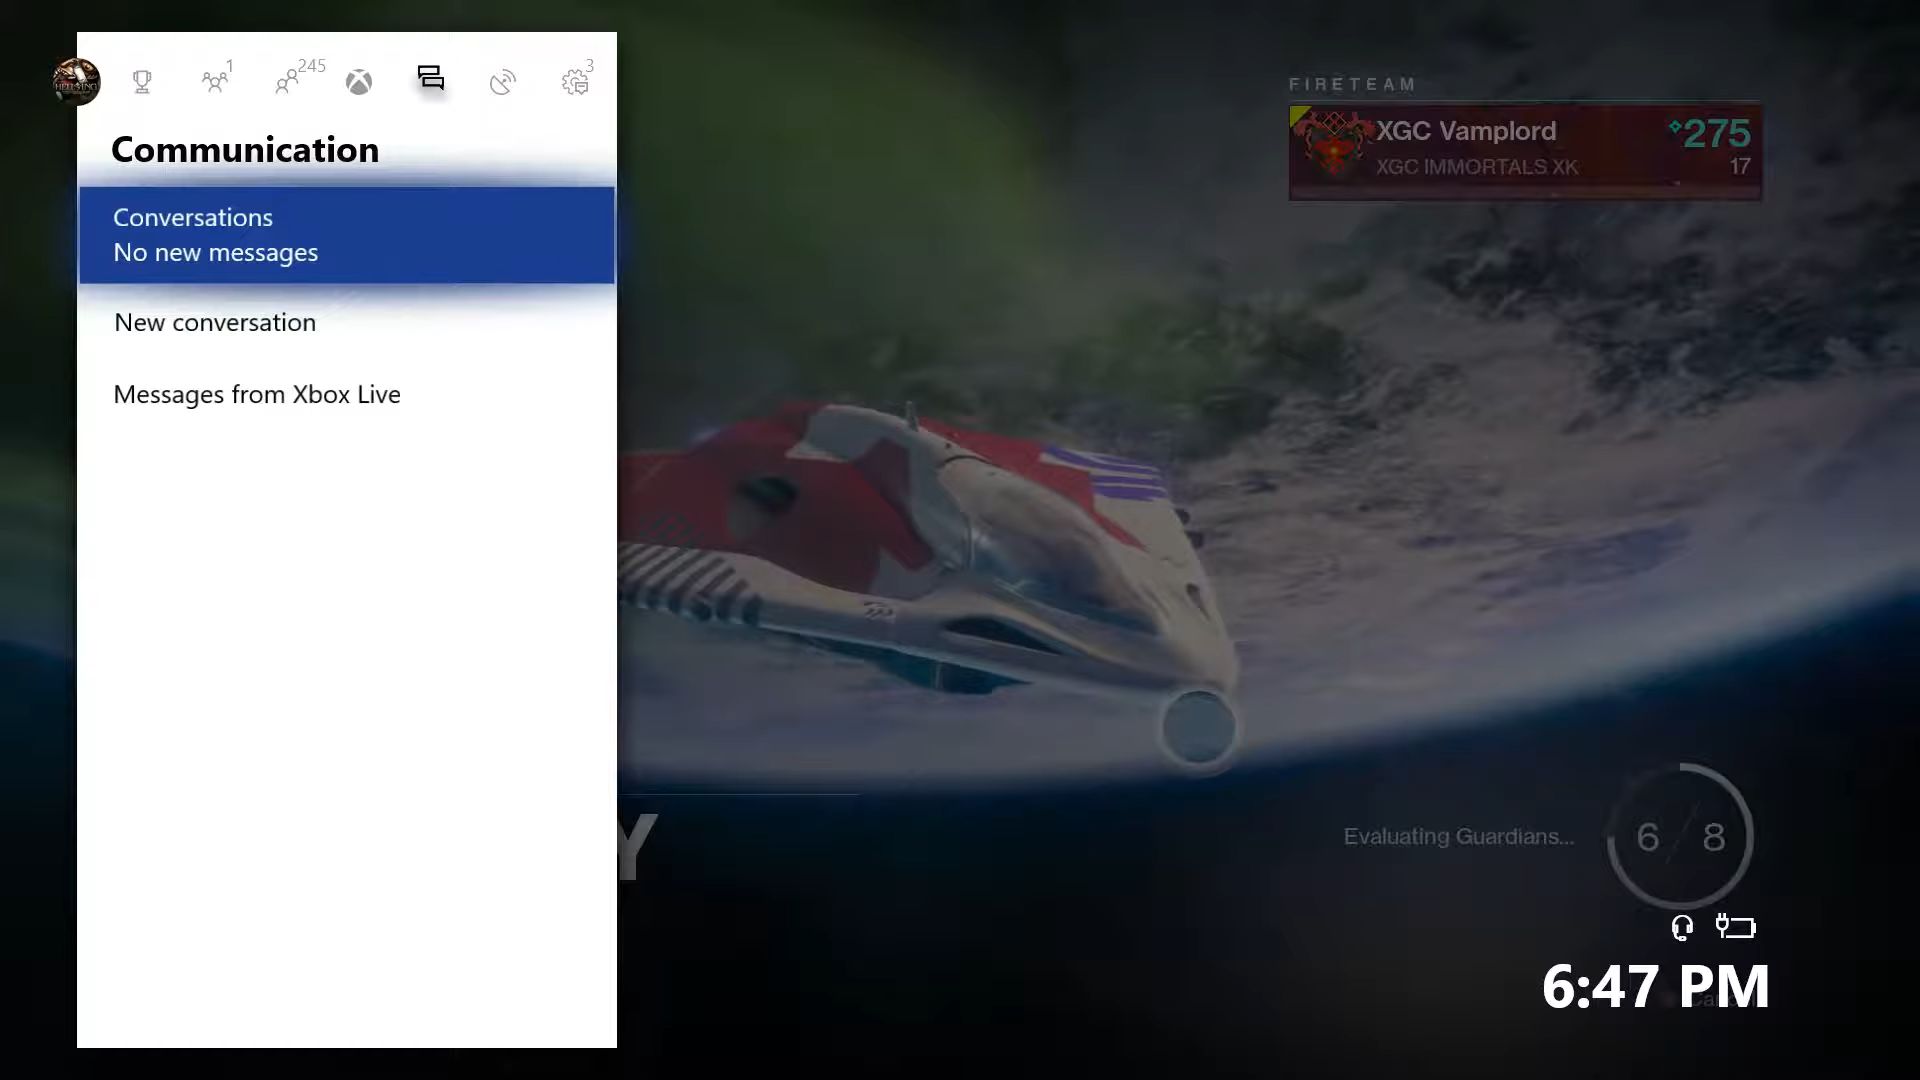 1
245
3
Communication
Conversations
No new messages
New conversation
Messages from Xbox Live
FIRETEAM
XGC Vamplord
275
XGC IMMORTALS XK
17
Y
Evaluating Guardians...
6 / 8
6:47 PM